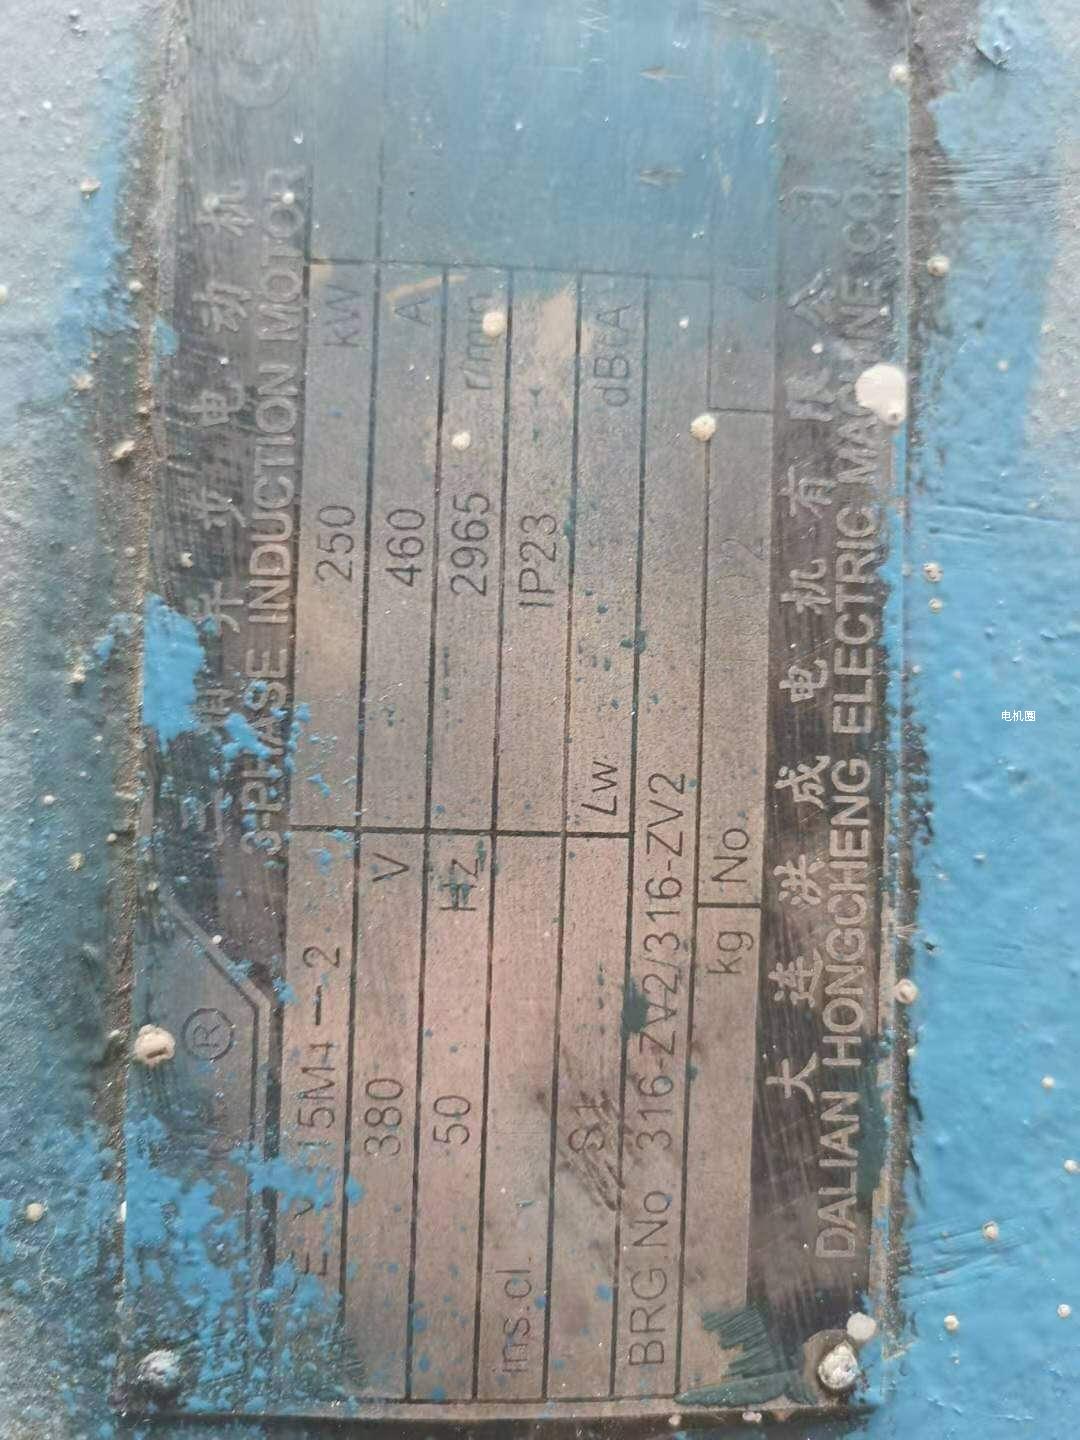 ®
三相异步电动机
3-PHASE INDUCTION MOTOR
15M4-2 250 kW
380 V 460 A
50 Hz 2965 r/min
ins.cl. IP23
S1 Lw dB A
BRG.No 316-ZV2/316-ZV2
kg No
大连洪成电机有限公司
DALIAN HONGCHENG ELECTRIC MACHINE CO.
电机圈